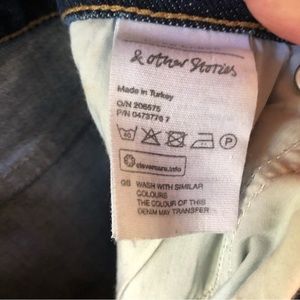 & other Stories
Made in Turkey
O/N 206575
P/N 0473776 7
40
P
clevercare.info
GB WASH WITH SIMILAR
COLOURS
THE COLOUR OF THIS
DENIM MAY TRANSFER